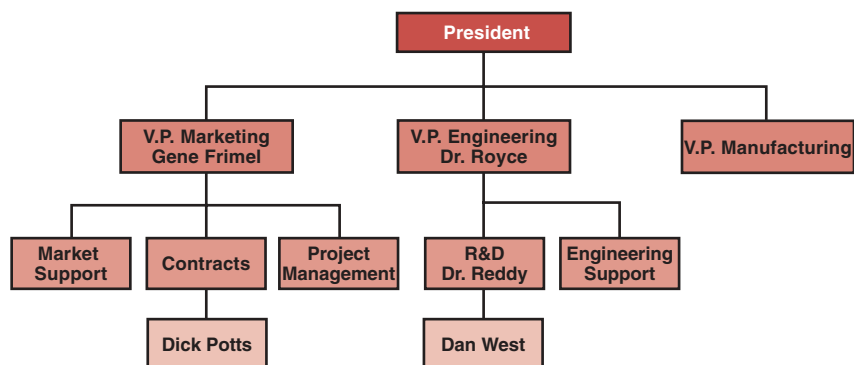 President
V.P. Marketing
Gene Frimel
V.P. Engineering
Dr. Royce
V.P. Manufacturing
Market
Support
Contracts
Project
Management
R&D
Dr. Reddy
Engineering
Support
Dick Potts
Dan West